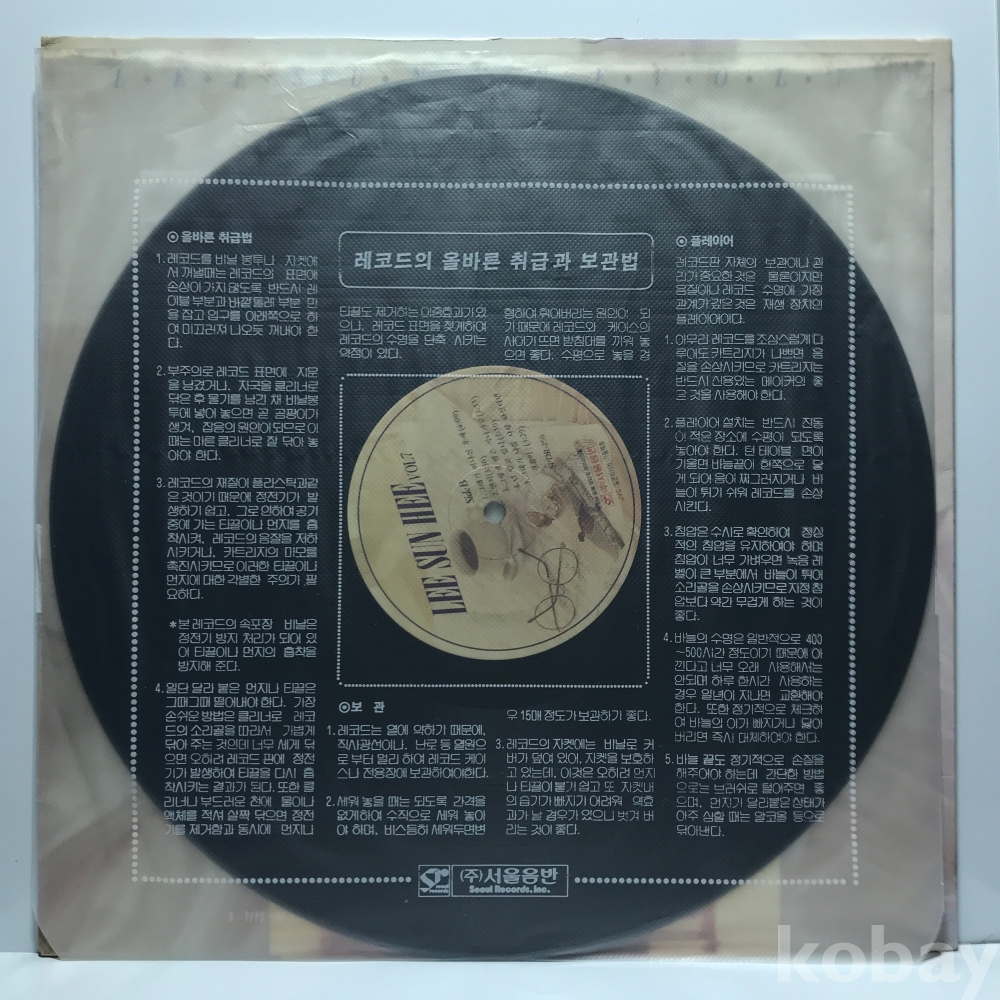 레코드의 올바른 취급과 보관법
⊙ 올바른 취급법
1. 레코드를 비닐 봉투나 자켓에
서 꺼낼때는 레코드의 표면에
손상이 가지 않도록 반드시 레
이블 부분과 바깥 둘레 부분 만
을 잡고 입구를 아래쪽으로 하
여 미끄러져 나오듯 꺼내야 한
다.
2. 부주의로 레코드 표면에 지문
을 남겼거나, 자국을 클리너로
닦은 후 물기를 남긴 채 비닐봉
투에 넣어 놓으면 곧 곰팡이가
생겨, 잡음의 원인이 되므로 이
때는 마른 클리너로 잘 닦아 놓
아야 한다.
3. 레코드의 재질이 플라스틱과같
은 것이기 때문에 정전기가 발
생하기 쉽고, 그로 인하여 공기
중에 가는 티끌이나 먼지를 흡
착시켜, 레코드의 음질을 저하
시키거나, 카트리지의 마모를
촉진시키므로 이러한 티끌이나
먼지에 대한 각별한 주의가 필
요하다.
*본 레코드의 속포장 비닐은
정전기 방지 처리가 되어 있
어 티끌이나 먼지의 흡착을
방지해 준다.
4. 일단 달라 붙은 먼지나 티끌은
그때그때 떨어내야 한다. 가장
손쉬운 방법은 클리너로 레코
드의 소리골을 따라서 가볍게
닦아 주는 것인데 너무 세게 닦
으면 오히려 레코드 판에 정전
기가 발생하여 티끌을 다시 흡
착시키는 결과가 된다. 또한 클
리너나 부드러운 천에 물이나
액체를 적셔 살짝 닦으면 정전
기를 제거함과 동시에 먼지나
티끌도 제거하는 이중효과가 있
으나, 레코드 표면을 젖게하여
레코드의 수명을 단축 시키는
약점이 있다.
⊙보 관
1. 레코드는 열에 약하기 때문에,
직사광선이나, 난로 등 열원으
로 부터 멀리 하여 레코드 케이
스나 전용장에 보관하여야한다.
2. 세워 놓을 때는 되도록 간격을
없게하여 수직으로 세워 놓아
야 하며, 비스듬히 세워두면변
형하여 휘어버리는 원인이 되
기 때문에 레코드와 케이스의
사이가 뜨면 받침대를 끼워 놓
으면 좋다. 수평으로 놓을 경
우 15매 정도가 보관하기 좋다.
3. 레코드의 자켓에는 비닐로 커
버가 덮여 있어, 자켓을 보호하
고 있는데, 이것은 오히려 먼지
나 티끌이 붙기 쉽고 또 자켓내
의 습기가 빠지기 어려워 역효
과가 날 경우가 있으니 벗겨 버
리는 것이 좋다.
⊙ 플레이어
레코드판 자체의 보관이나 관
리가 중요한 것은 물론이지만
음질이나 레코드 수명에 가장
관계가 깊은 것은 재생 장치의
플레이어이다.
1. 아무리 레코드를 조심스럽게 다
루어도 카트리지가 나쁘면 음
질을 손상시키므로 카트리지는
반드시 신용있는 메이커의 좋
은 것을 사용해야 한다.
2. 플레이어 설치는 반드시 진동
이 적은 장소에 수평이 되도록
놓아야 한다. 턴 테이블 면이
기울면 바늘끝이 한쪽으로 닳
게 되어 음이 찌그러지거나 바
늘이 튀기 쉬워 레코드를 손상
시킨다.
3. 침압은 수시로 확인하여 정상
적인 침압을 유지하여야 하며
침압이 너무 가벼우면 녹음 레
벨이 큰 부분에서 바늘이 튀어
소리골을 손상시키므로 지정 침
압보다 약간 무겁게 하는 것이
좋다.
4. 바늘의 수명은 일반적으로 400
~500시간 정도이기 때문에 아
낀다고 너무 오래 사용해서는
안되며 하루 한시간 사용하는
경우 일년이 지나면 교환해야
한다. 또한 정기적으로 체크하
여 바늘의 이가 빠지거나 닳아
버리면 즉시 대체하여야 한다.
5. 바늘 끝도 정기적으로 손질을
해주어야 하는데 간단한 방법
으로는 브러쉬로 털어주면 좋
으며, 먼지가 달라붙은 상태가
아주 심할 때는 알코올 등으로
닦아낸다.
LEE SUN HEE VOL.7
Side B
seoul records
(주)서울음반
Seoul Records, Inc.
kobay